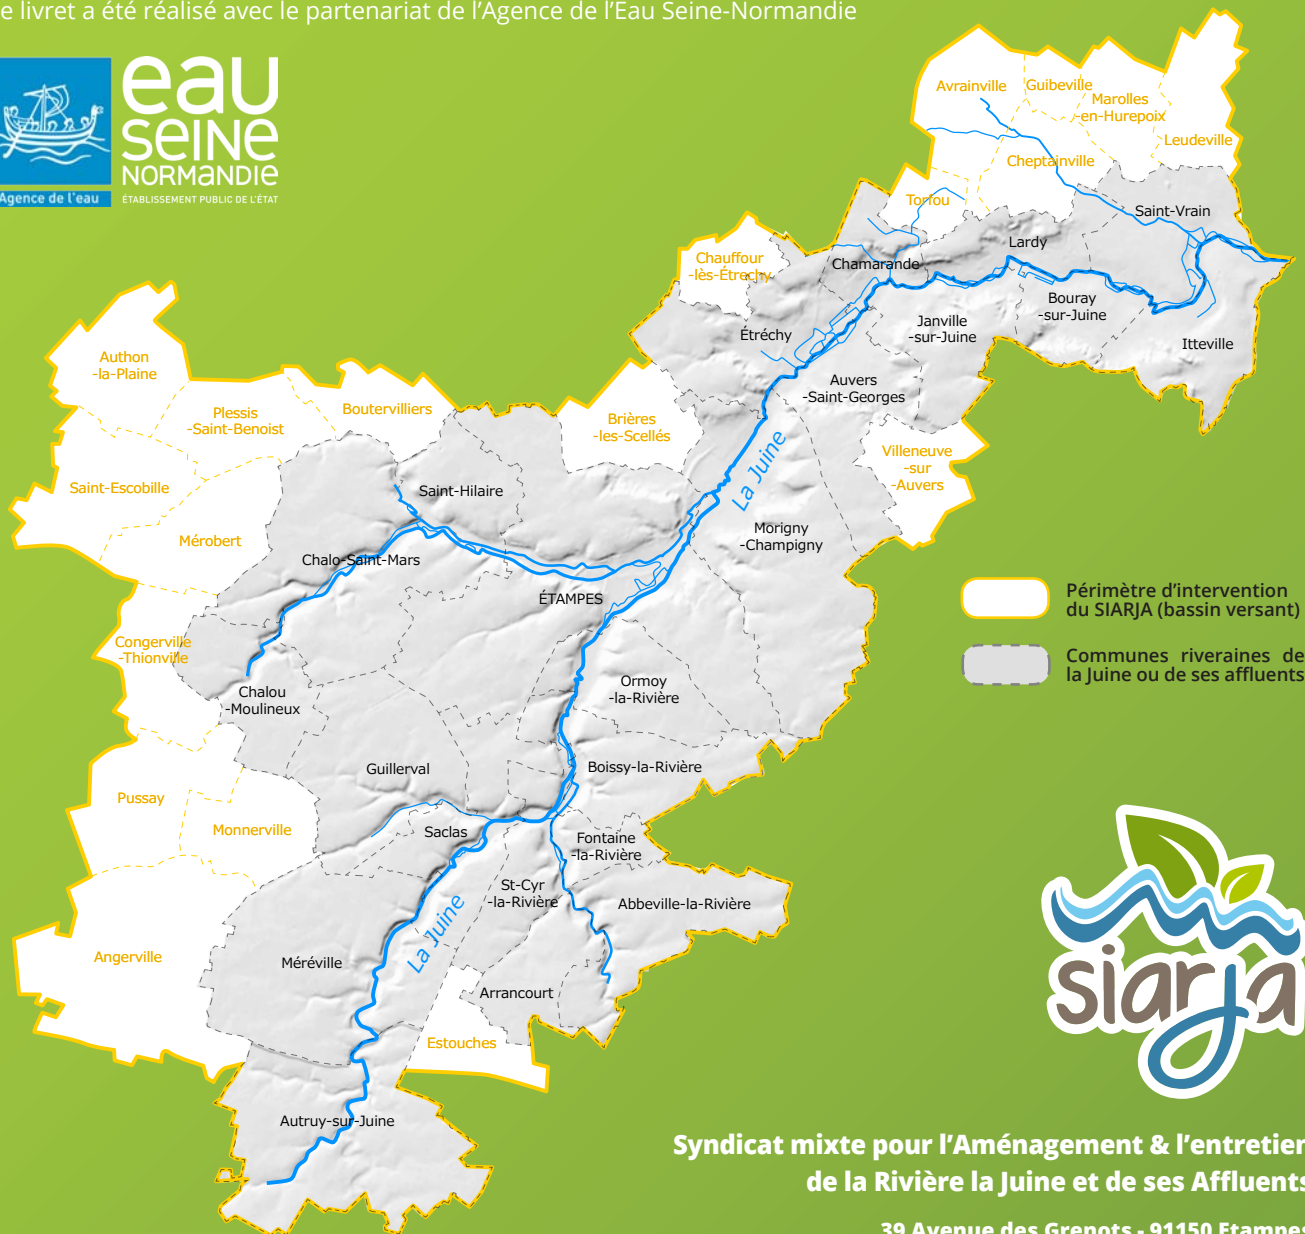 e livret a été réalisé avec le partenariat de l'Agence de l'Eau Seine-Normandie
eau
SEINE
NORMANDIE
Agence de l'eau
ÉTABLISSEMENT PUBLIC DE L'ÉTAT
Avrainville
Guibeville
Marolles
-en-Hurepoix
Leudeville
Cheptainville
Torfou
Saint-Vrain
Lardy
Chamarande
Chauffour
-lès-Étrechy
Bouray
-sur-Juine
Janville
-sur-Juine
Itteville
Étréchy
Auvers
-Saint-Georges
Authon
-la-Plaine
Plessis
-Saint-Benoist
Boutervilliers
Brières
-les-Scellés
Villeneuve
-sur
-Auvers
La Juine
Saint-Escobille
Saint-Hilaire
Mérobert
Morigny
-Champigny
Chalo-Saint-Mars
ÉTAMPES
Congerville
-Thionville
Chalou
-Moulineux
Ormoy
-la-Rivière
Périmètre d'intervention
du SIARJA (bassin versant)
Communes riveraines de
la Juine ou de ses affluents
Guillerval
Boissy-la-Rivière
Pussay
Monnerville
Saclas
Fontaine
-la-Rivière
St-Cyr
-la-Rivière
Abbeville-la-Rivière
La Juine
Angerville
Méréville
Arrancourt
Estouches
Autruy-sur-Juine
siarja
Syndicat mixte pour l'Aménagement & l'entretien
de la Rivière la Juine et de ses Affluents
39 Avenue des Grenots - 91150 Etampes